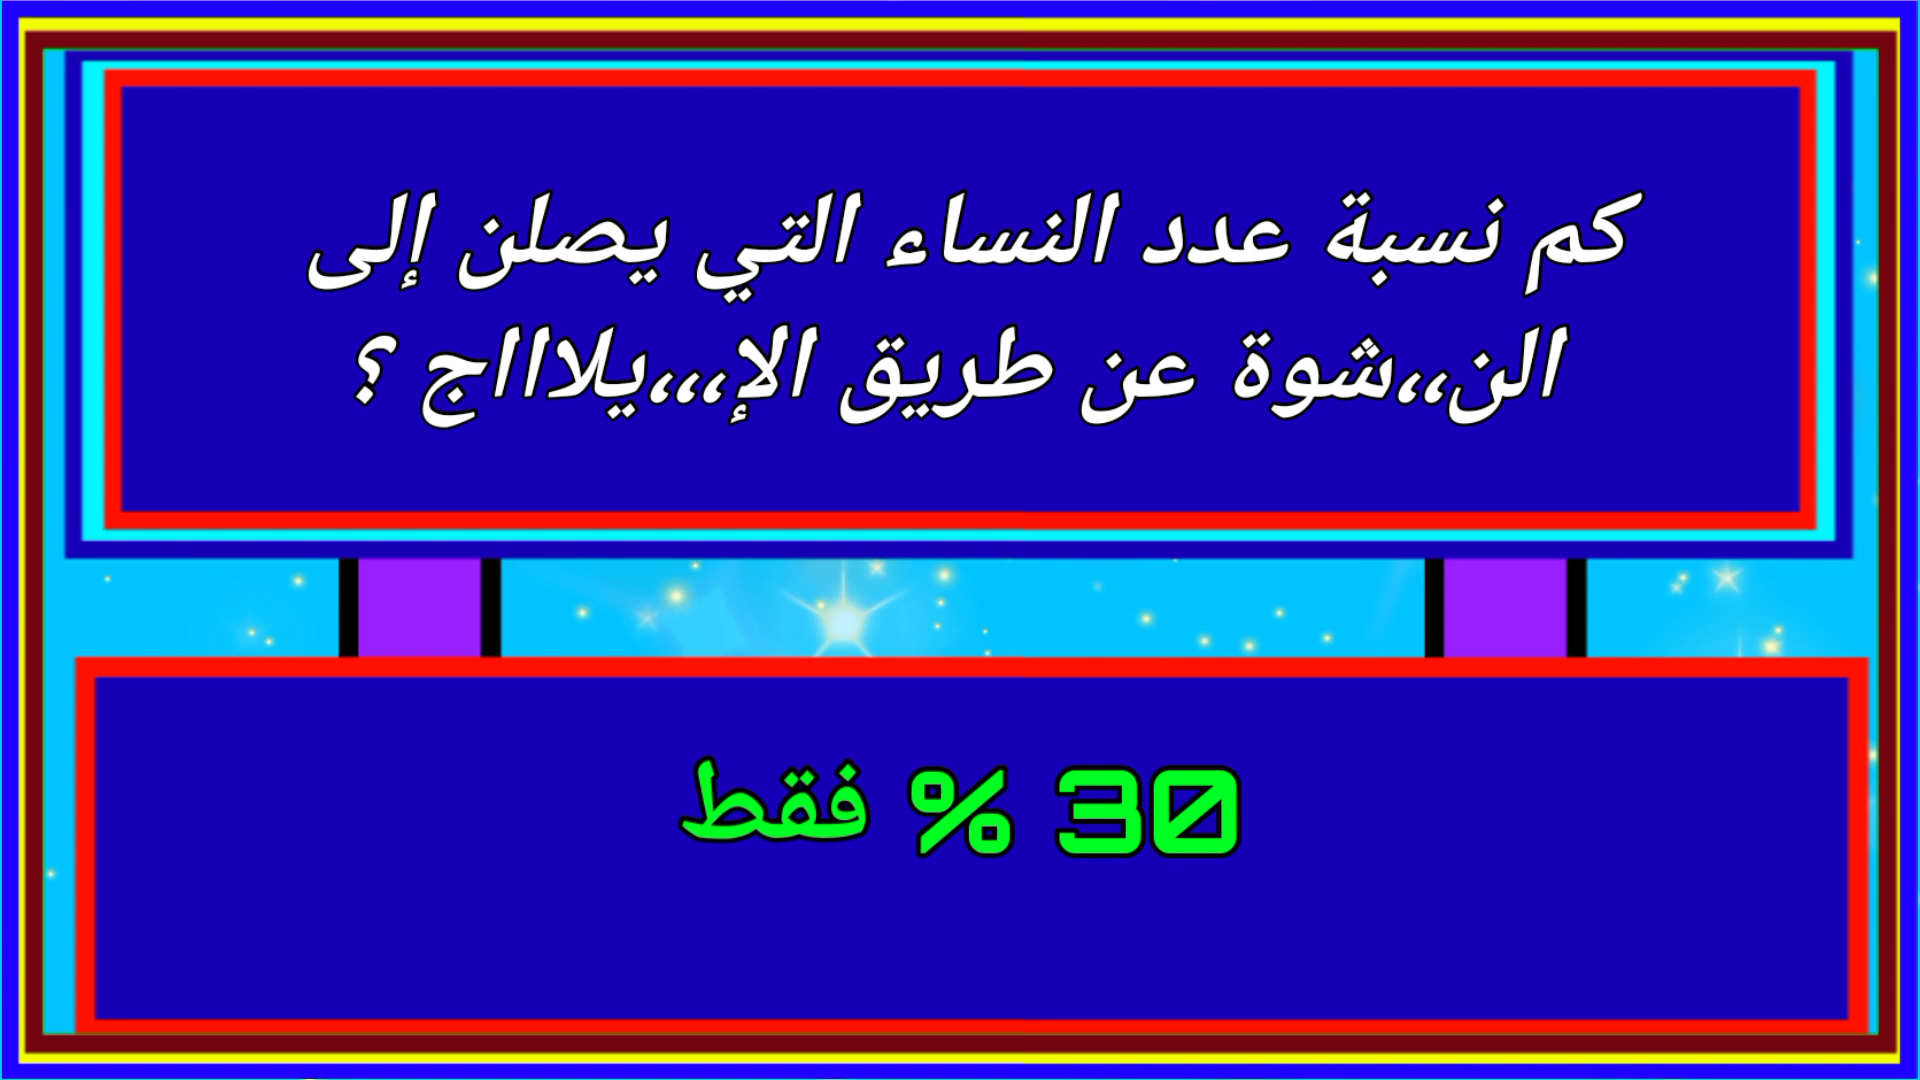 كم نسبة عدد النساء التي يصلن إلى
الن،،شوة عن طريق الإ،،،يلاااج ؟
30 % فقط